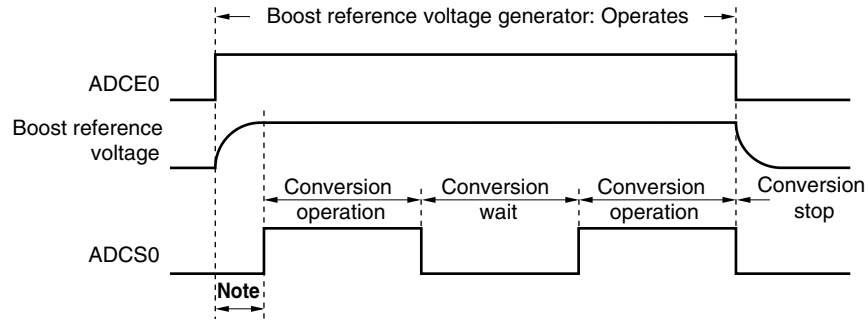 Boost reference voltage generator: Operates
ADCE0
Boost reference
voltage
Conversion
operation
Conversion
wait
Conversion
operation
Conversion
stop
ADCS0
Note